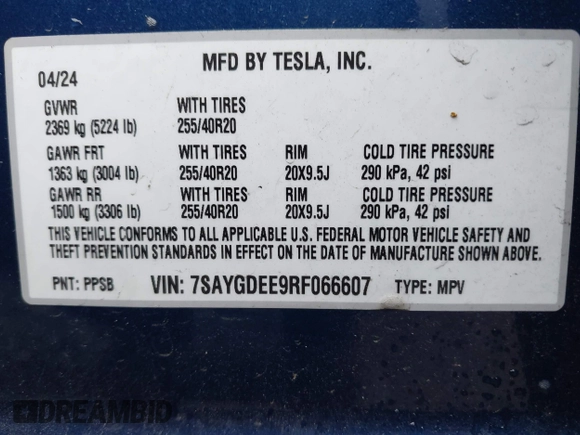 MFD BY TESLA, INC.
04/24
GVWR WITH TIRES
2369 kg (5224 lb) 255/40R20
GAWR FRT WITH TIRES RIM COLD TIRE PRESSURE
1363 kg (3004 lb) 255/40R20 20X9.5J 290 kPa, 42 psi
GAWR RR WITH TIRES RIM COLD TIRE PRESSURE
1500 kg (3306 lb) 255/40R20 20X9.5J 290 kPa, 42 psi
THIS VEHICLE CONFORMS TO ALL APPLICABLE U.S. FEDERAL MOTOR VEHICLE SAFETY AND
THEFT PREVENTION STANDARDS IN EFFECT ON THE DATE OF MANUFACTURE SHOWN ABOVE.
PNT: PPSB VIN: 7SAYGDEE9RF066607 TYPE: MPV
DREAMBID